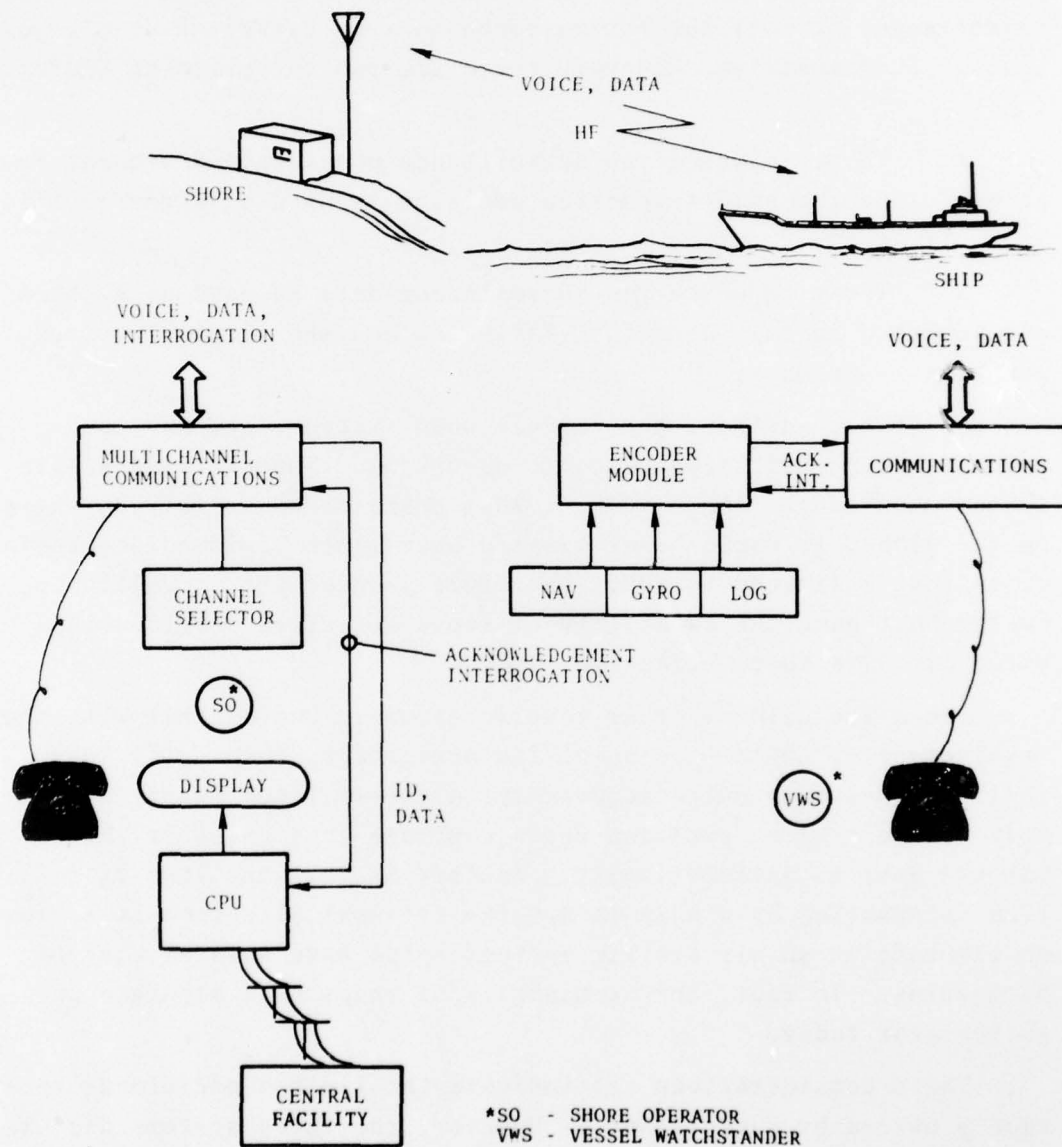 VOICE, DATA
HF
SHORE
SHIP
VOICE, DATA,
INTERROGATION
VOICE, DATA
MULTICHANNEL
COMMUNICATIONS
ENCODER
MODULE
ACK.
INT.
COMMUNICATIONS
CHANNEL
SELECTOR
NAV
GYRO
LOG
ACKNOWLEDGEMENT
INTERROGATION
SO*
DISPLAY
ID,
DATA
VWS*
CPU
CENTRAL
FACILITY
*SO - SHORE OPERATOR
VWS - VESSEL WATCHSTANDER